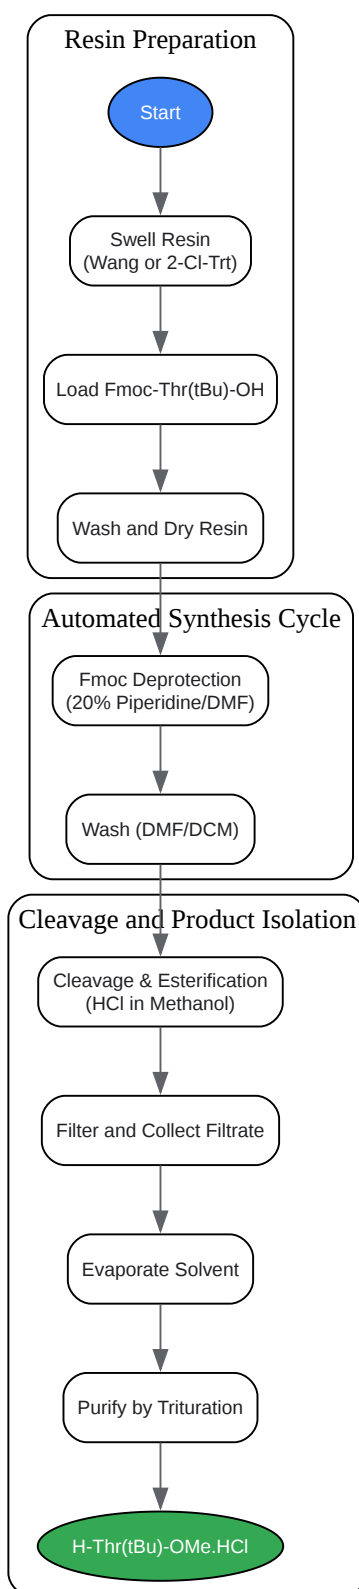 Resin Preparation
Start
Swell Resin
(Wang or 2-Cl-Trt)
Load Fmoc-Thr(tBu)-OH
Wash and Dry Resin
Automated Synthesis Cycle
Fmoc Deprotection
(20% Piperidine/DMF)
Wash (DMF/DCM)
Cleavage and Product Isolation
Cleavage & Esterification
(HCl in Methanol)
Filter and Collect Filtrate
Evaporate Solvent
Purify by Trituration
H-Thr(tBu)-OMe.HCl